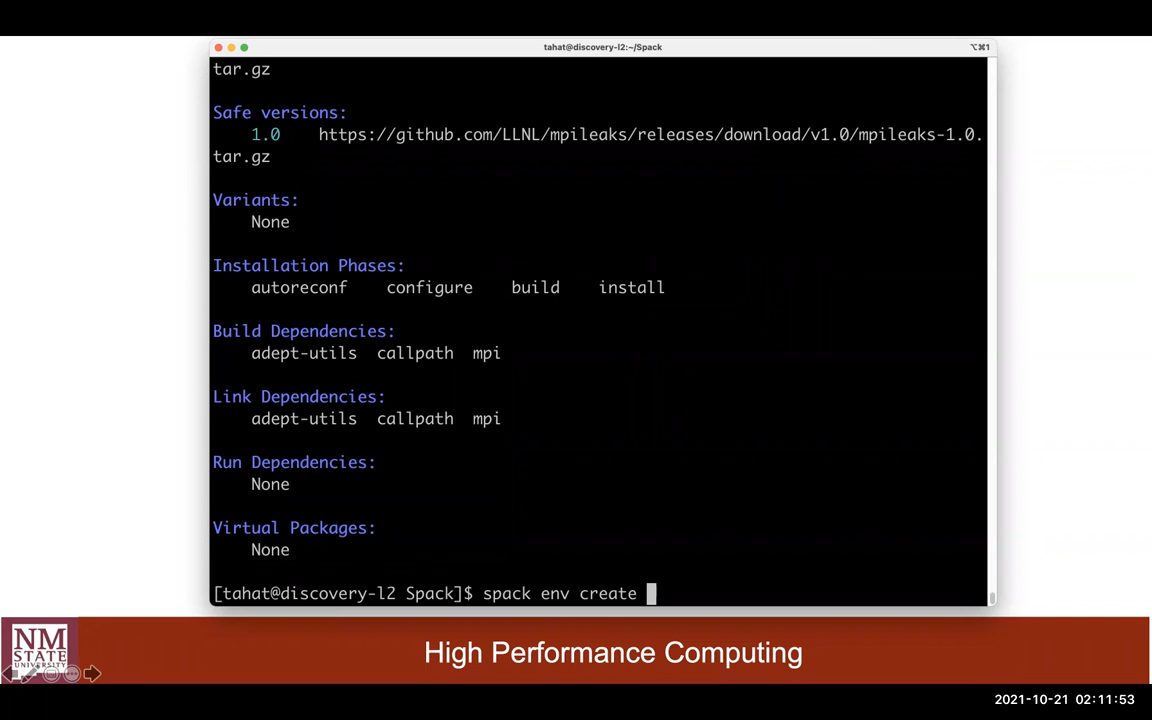 tahat@discovery-l2:~/Spack
⌥⌘1
tar.gz
Safe versions:
1.0 https://github.com/LLNL/mpileaks/releases/download/v1.0/mpileaks-1.0.
tar.gz
Variants:
None
Installation Phases:
autoreconf configure build install
Build Dependencies:
adept-utils callpath mpi
Link Dependencies:
adept-utils callpath mpi
Run Dependencies:
None
Virtual Packages:
None
[tahat@discovery-l2 Spack]$ spack env create
NM
STATE
UNIVERSITY
High Performance Computing
2021-10-21 02:11:53